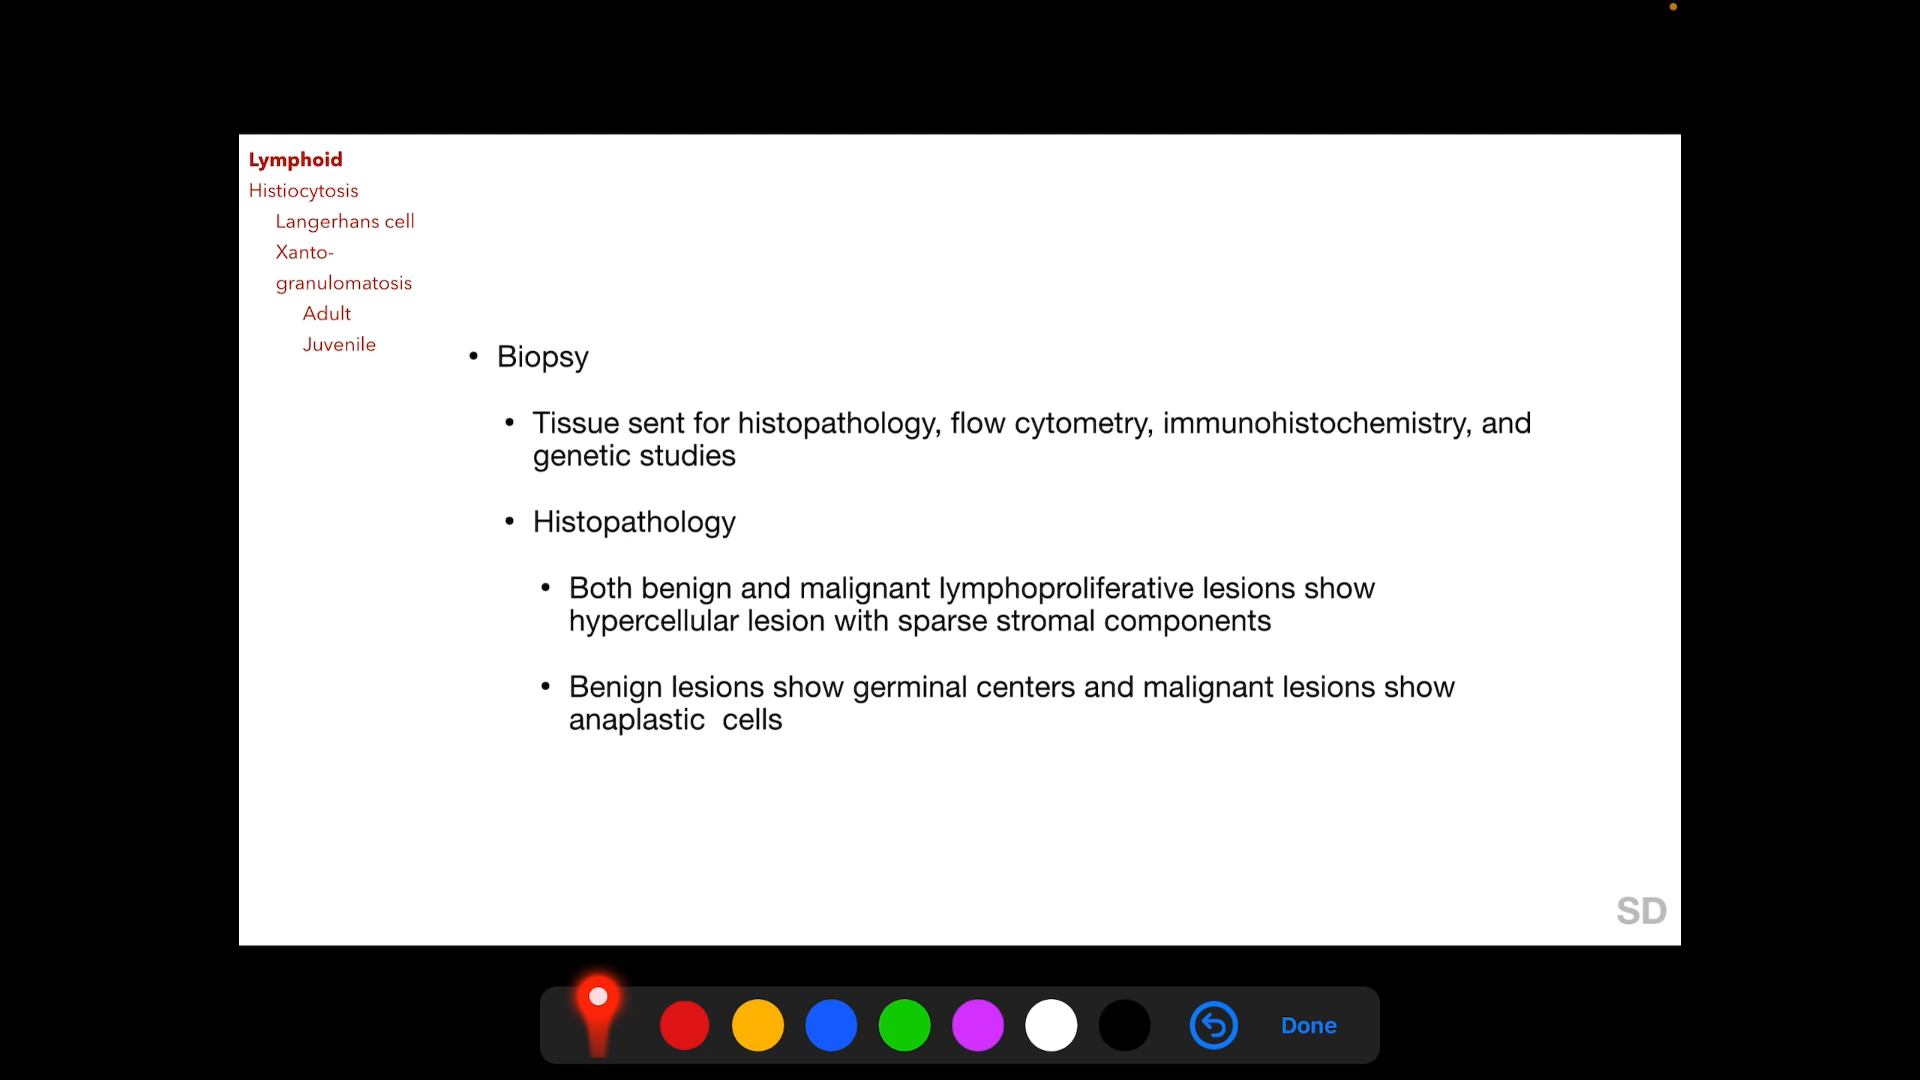 Lymphoid
Histiocytosis
Langerhans cell
Xanto-
granulomatosis
Adult
Juvenile
• Biopsy
• Tissue sent for histopathology, flow cytometry, immunohistochemistry, and
genetic studies
• Histopathology
• Both benign and malignant lymphoproliferative lesions show
hypercellular lesion with sparse stromal components
• Benign lesions show germinal centers and malignant lesions show
anaplastic  cells
SD
Done